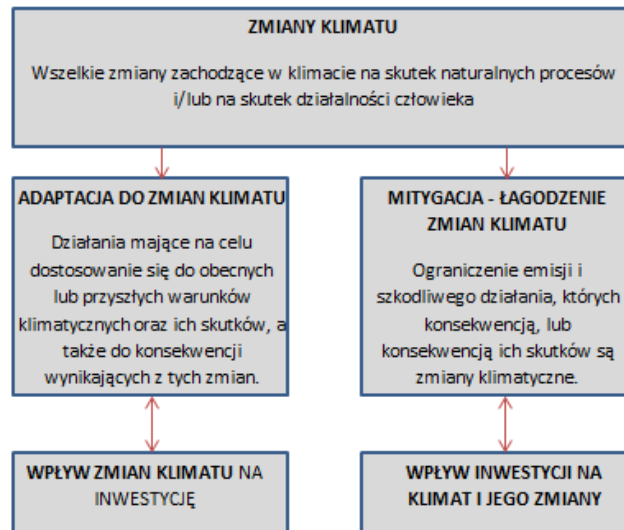 ZMIANY KLIMATU
Wszelkie zmiany zachodzące w klimacie na skutek naturalnych procesów
i/lub na skutek działalności człowieka
ADAPTACJA DO ZMIAN KLIMATU
Działania mające na celu
dostosowanie się do obecnych
lub przyszłych warunków
klimatycznych oraz ich skutków, a
także do konsekwencji
wynikających z tych zmian.
MITYGACJA - ŁAGODZENIE
ZMIAN KLIMATU
Ograniczenie emisji i
szkodliwego działania, których
konsekwencją, lub
konsekwencją ich skutków są
zmiany klimatyczne.
WPŁYW ZMIAN KLIMATU NA
INWESTYCJĘ
WPŁYW INWESTYCJI NA
KLIMAT I JEGO ZMIANY